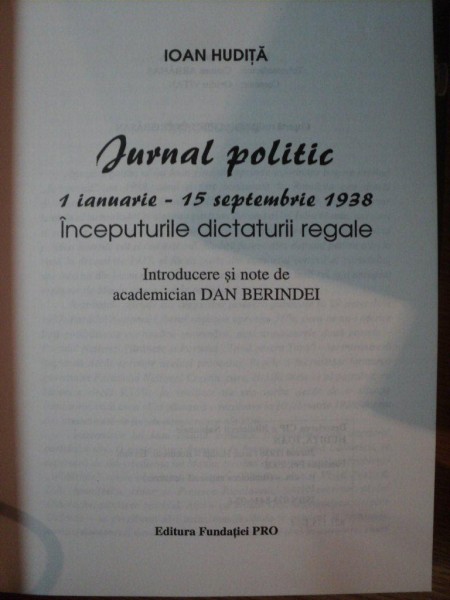 IOAN HUDIȚĂ
Jurnal politic
1 ianuarie - 15 septembrie 1938
Începuturile dictaturii regale
Introducere și note de
academician DAN BERINDEI
Editura Fundației PRO